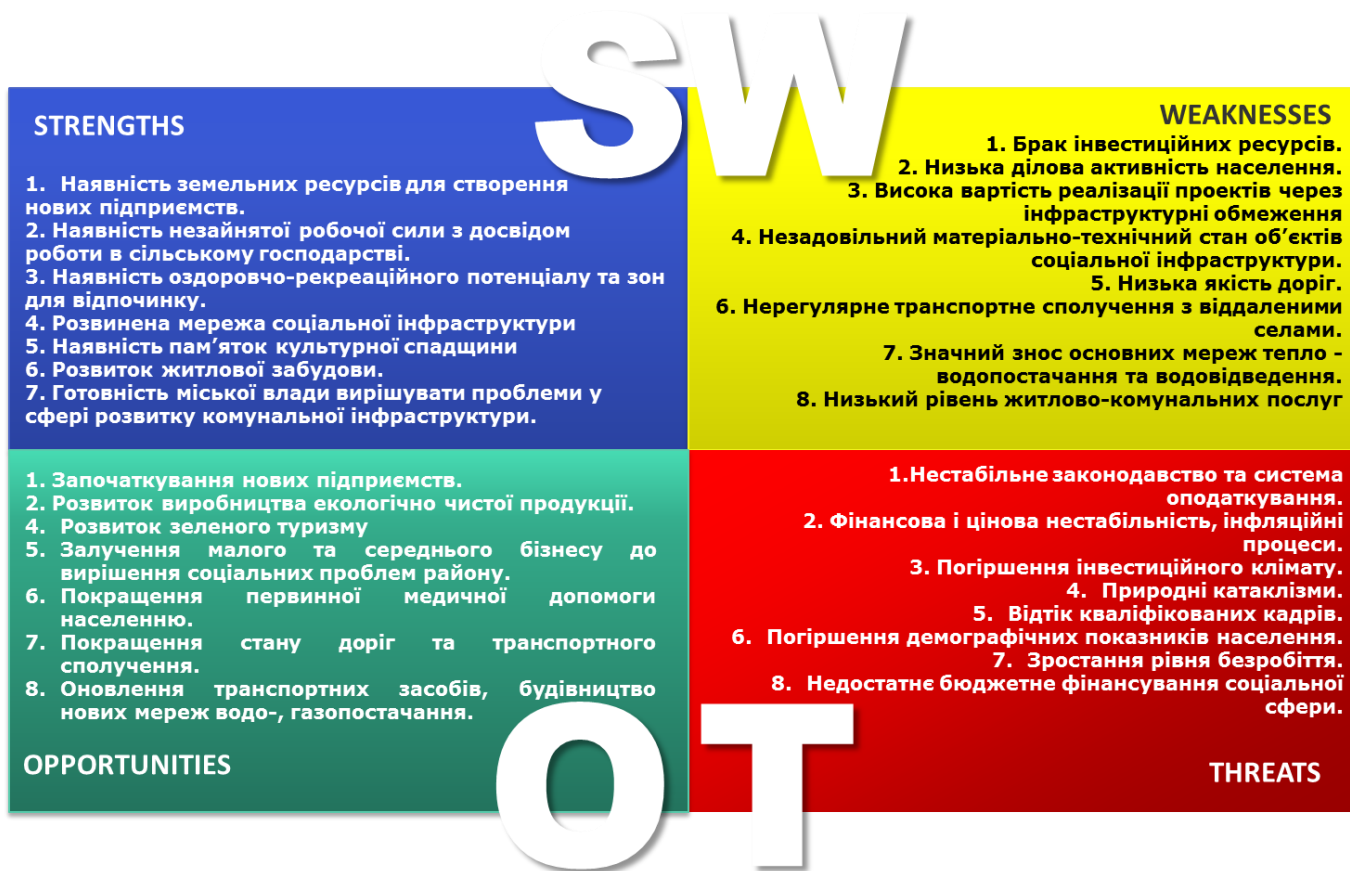 SW
STRENGTHS
1. Наявність земельних ресурсів для створення
нових підприємств.
2. Наявність незайнятої робочої сили з досвідом
роботи в сільському господарстві.
3. Наявність оздоровчо-рекреаційного потенціалу та зон
для відпочинку.
4. Розвинена мережа соціальної інфраструктури
5. Наявність пам’яток культурної спадщини
6. Розвиток житлової забудови.
7. Готовність міської влади вирішувати проблеми у
сфері розвитку комунальної інфраструктури.
WEAKNESSES
1. Брак інвестиційних ресурсів.
2. Низька ділова активність населення.
3. Висока вартість реалізації проектів через
інфраструктурні обмеження
4. Незадовільний матеріально-технічний стан об’єктів
соціальної інфраструктури.
5. Низька якість доріг.
6. Нерегулярне транспортне сполучення з віддаленими
селами.
7. Значний знос основних мереж тепло -
водопостачання та водовідведення.
8. Низький рівень житлово-комунальних послуг
1. Започаткування нових підприємств.
2. Розвиток виробництва екологічно чистої продукції.
4. Розвиток зеленого туризму
5. Залучення малого та середнього бізнесу до
вирішення соціальних проблем району.
6. Покращення первинної медичної допомоги
населенню.
7. Покращення стану доріг та транспортного
сполучення.
8. Оновлення транспортних засобів, будівництво
нових мереж водо-, газопостачання.
OPPORTUNITIES
1.Нестабільне законодавство та система
оподаткування.
2. Фінансова і цінова нестабільність, інфляційні
процеси.
3. Погіршення інвестиційного клімату.
4. Природні катаклізми.
5. Відтік кваліфікованих кадрів.
6. Погіршення демографічних показників населення.
7. Зростання рівня безробіття.
8. Недостатнє бюджетне фінансування соціальної
сфери.
THREATS
OT